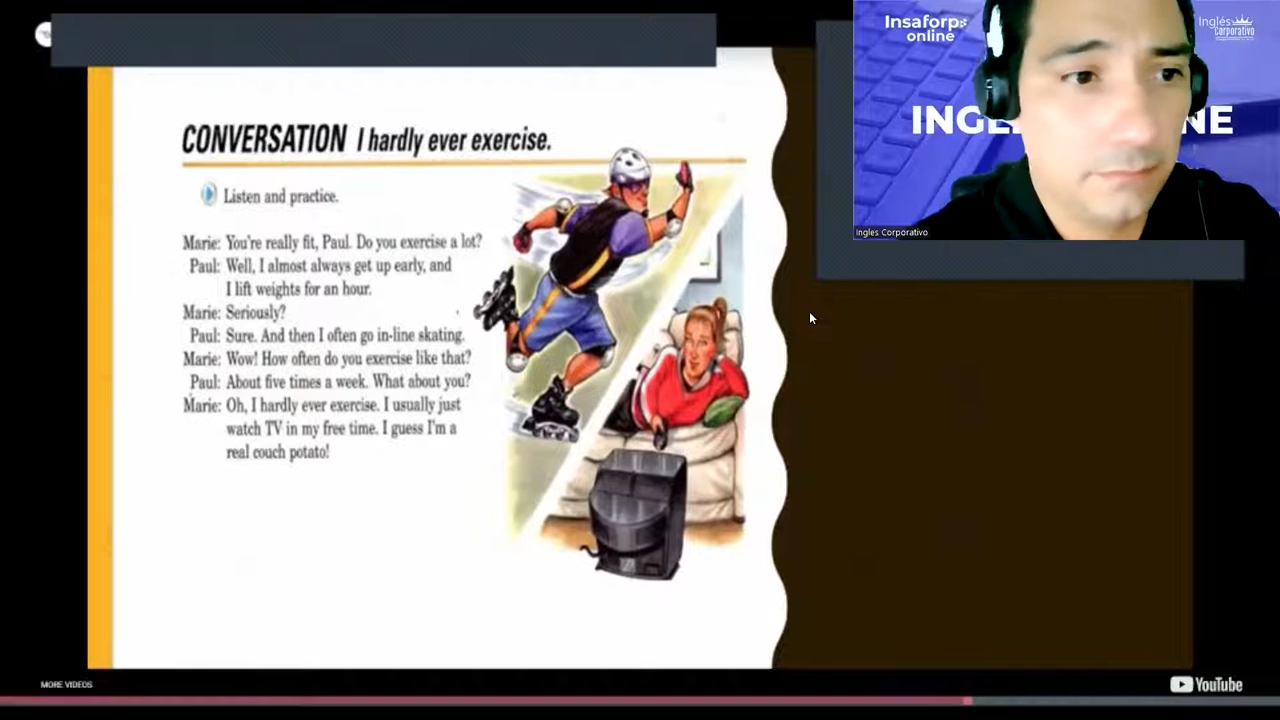 CONVERSATION I hardly ever exercise.
Listen and practice.
Marie: You're really fit, Paul. Do you exercise a lot?
Paul: Well, I almost always get up early, and
I lift weights for an hour.
Marie: Seriously?
Paul: Sure. And then I often go in-line skating.
Marie: Wow! How often do you exercise like that?
Paul: About five times a week. What about you?
Marie: Oh, I hardly ever exercise. I usually just
watch TV in my free time. I guess I'm a
real couch potato!
Insaforp
online
Inglés
Corporativo
INGL NE
Ingles Corporativo
MORE VIDEOS
YouTube